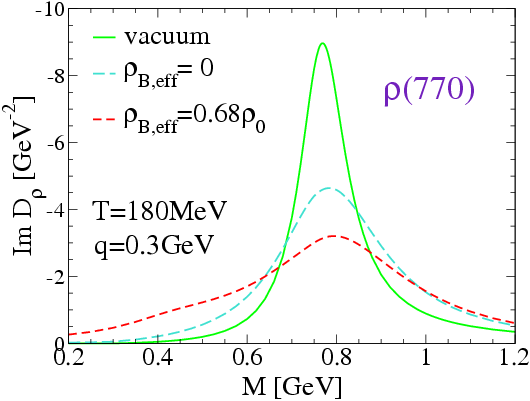 -10
-8
-6
-4
-2
0
Im D_ρ [GeV^-2]
vacuum
ρ_B,eff= 0
ρ_B,eff=0.68ρ_0
ρ(770)
T=180MeV
q=0.3GeV
0.2 0.4 0.6 0.8 1 1.2
M [GeV]